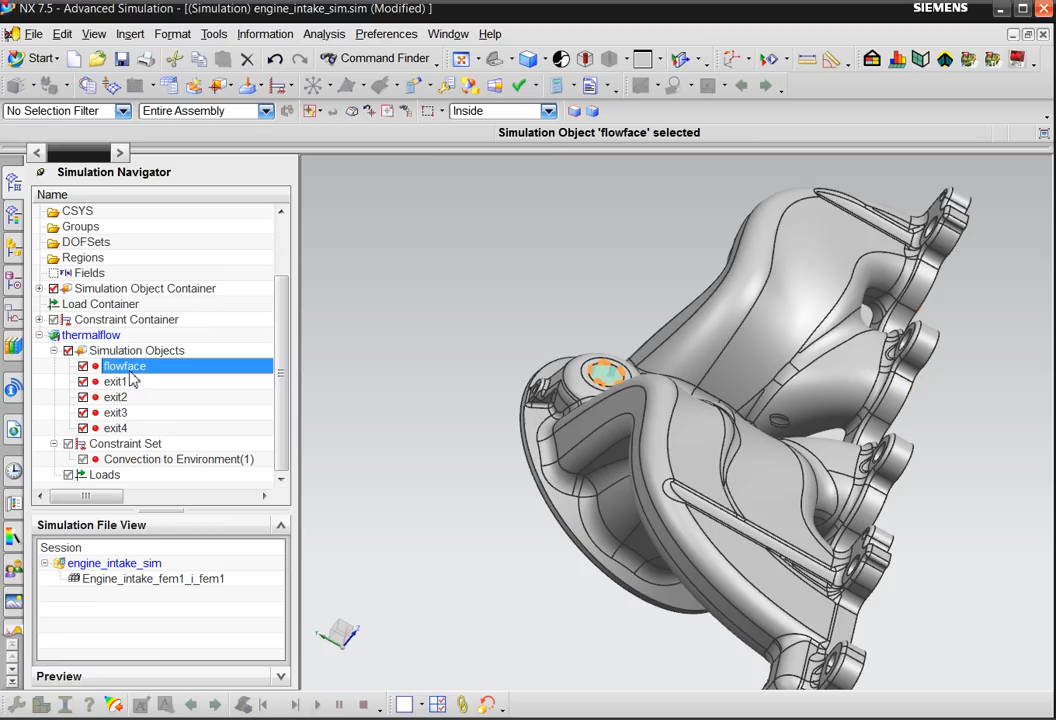 NX 7.5 - Advanced Simulation - [(Simulation) engine_intake_sim.sim (Modified) ]
SIEMENS
File Edit View Insert Format Tools Information Analysis Preferences Window Help
Start Command Finder
No Selection Filter Entire Assembly Inside
Simulation Object 'flowface' selected
Simulation Navigator
Name
CSYS
Groups
DOFSets
Regions
Fields
Simulation Object Container
Load Container
Constraint Container
thermalflow
Simulation Objects
flowface
exit1
exit2
exit3
exit4
Constraint Set
Convection to Environment(1)
Loads
Simulation File View
Session
engine_intake_sim
Engine_intake_fem1_i_fem1
Preview